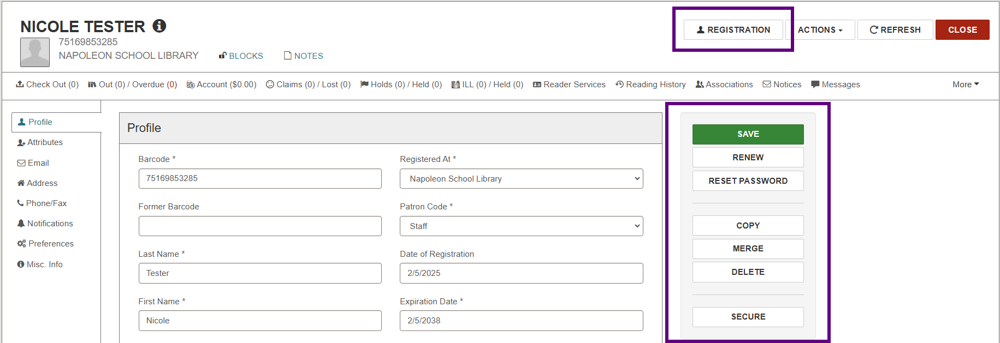 NICOLE TESTER
REGISTRATION
ACTIONS
REFRESH
CLOSE
75169853285
NAPOLEON SCHOOL LIBRARY
BLOCKS
NOTES
Check Out (0)
Out (0) / Overdue (0)
Account ($0.00)
Claims (0) / Lost (0)
Holds (0) / Held (0)
ILL (0) / Held (0)
Reader Services
Reading History
Associations
Notices
Messages
More
Profile
Attributes
Email
Address
Phone/Fax
Notifications
Preferences
Misc. Info
Profile
Barcode *
75169853285
Registered At *
Napoleon School Library
Former Barcode
Patron Code *
Staff
Last Name *
Tester
Date of Registration
2/5/2025
First Name *
Nicole
Expiration Date *
2/5/2038
SAVE
RENEW
RESET PASSWORD
COPY
MERGE
DELETE
SECURE